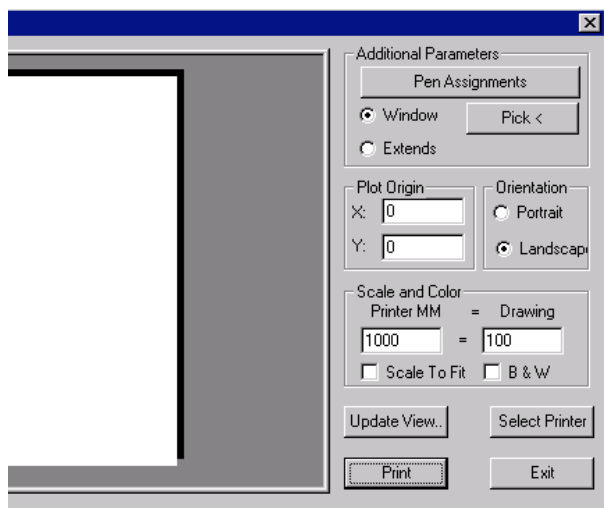 Additional Parameters
Pen Assignments
Window
Pick <
Extends
Plot Origin
X: 0
Y: 0
Orientation
Portrait
Landscape
Scale and Color
Printer MM = Drawing
1000 = 100
Scale To Fit
B & W
Update View..
Select Printer
Print
Exit